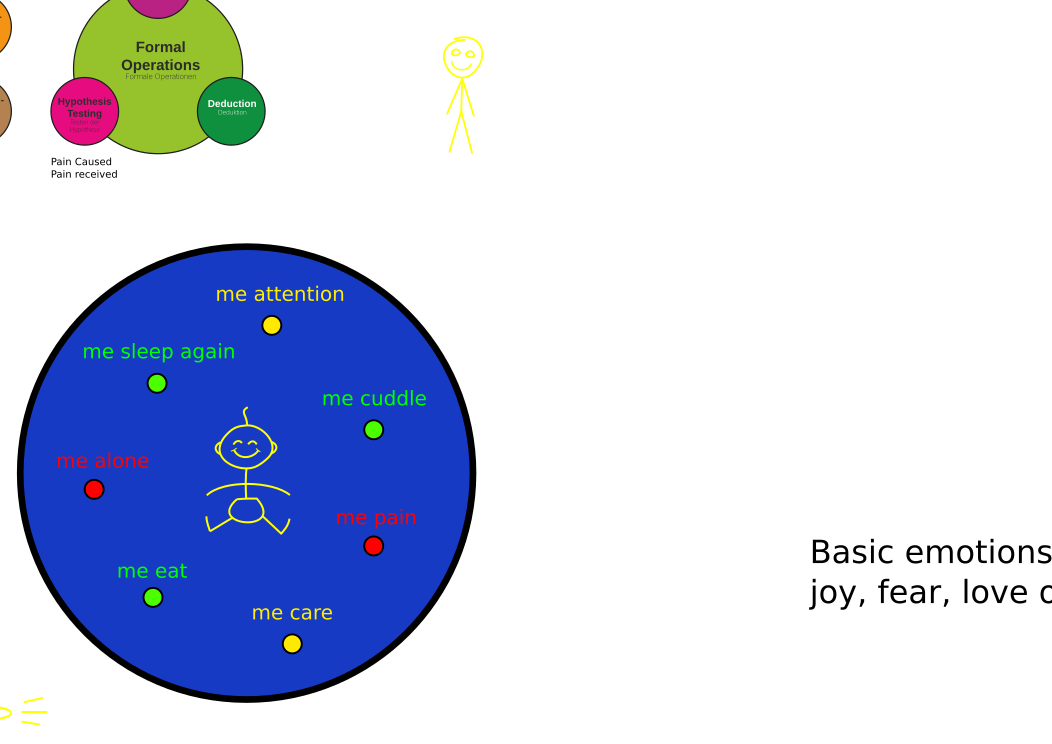 Formal
Operations
Formale Operationen
Hypothesis
Testing
Hypothesis
Deduction
Deduktion
Pain Caused
Pain received
me attention
me sleep again
me cuddle
me alone
me pain
me eat
me care
Basic emotions
joy, fear, love